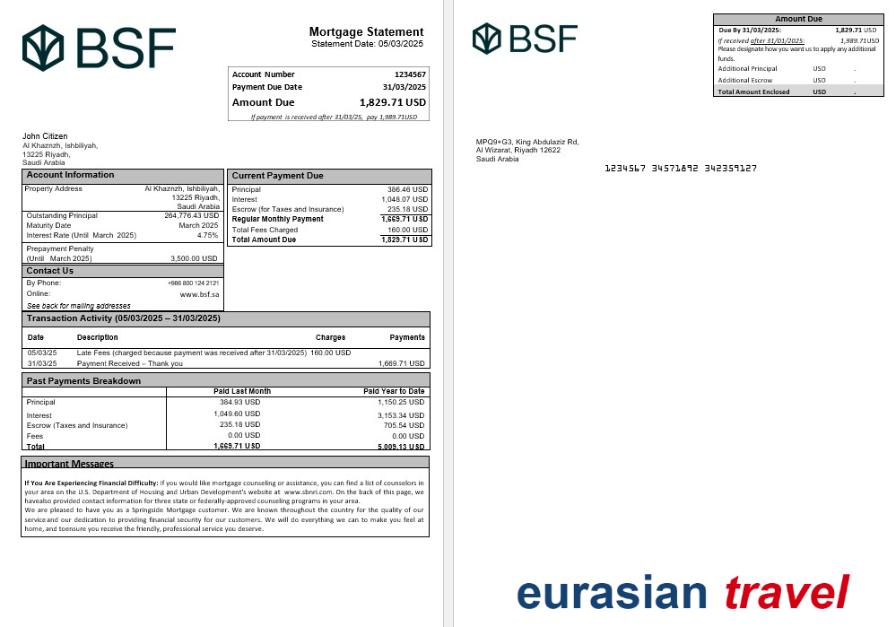 BSF
Mortgage Statement
Statement Date: 05/03/2025
Account Number 1234567
Payment Due Date 31/03/2025
Amount Due 1,829.71 USD
If payment is received after 31/03/25, pay 1,989.71USD
John Citizen
Al Khaznzh, Ishbiliyah,
13225 Riyadh,
Saudi Arabia
Account Information
Property Address Al Khaznzh, Ishbiliyah,
13225 Riyadh,
Saudi Arabia
Outstanding Principal 264,776.43 USD
Maturity Date March 2025
Interest Rate (Until March 2025) 4.75%
Prepayment Penalty
(Until March 2025) 3,500.00 USD
Contact Us
By Phone: +986 800 124 2121
Online: www.bsf.sa
See back for mailing addresses
Current Payment Due
Principal 386.46 USD
Interest 1,048.07 USD
Escrow (for Taxes and Insurance) 235.18 USD
Regular Monthly Payment 1,669.71 USD
Total Fees Charged 160.00 USD
Total Amount Due 1,829.71 USD
Transaction Activity (05/03/2025 – 31/03/2025)
Date Description Charges Payments
05/03/25 Late Fees (charged because payment was received after 31/03/2025) 160.00 USD
31/03/25 Payment Received – Thank you 1,669.71 USD
Past Payments Breakdown
Paid Last Month Paid Year to Date
Principal 384.93 USD 1,150.25 USD
Interest 1,049.60 USD 3,153.34 USD
Escrow (Taxes and Insurance) 235.18 USD 705.54 USD
Fees 0.00 USD 0.00 USD
Total 1,669.71 USD 5,009.13 USD
Important Messages
If You Are Experiencing Financial Difficulty: If you would like mortgage counseling or assistance, you can find a list of counselors in
your area on the U.S. Department of Housing and Urban Development's website at www.sbnri.com. On the back of this page, we
havealso provided contact information for three state or federally-approved counseling programs in your area.
We are pleased to have you as a Springside Mortgage customer. We are known throughout the country for the quality of our
serviceand our dedication to providing financial security for our customers. We will do everything we can to make you feel at
home, and toensure you receive the friendly, professional service you deserve.
BSF
Amount Due
Due By 31/03/2025: 1,829.71 USD
If received after 31/01/2025: 1,989.71USD
Please designate how you want us to apply any additional
funds.
Additional Principal USD .
Additional Escrow USD .
Total Amount Enclosed USD .
MPQ9+G3, King Abdulaziz Rd,
Al Wizarat, Riyadh 12622
Saudi Arabia
1234567 34571892 342359127
eurasian travel